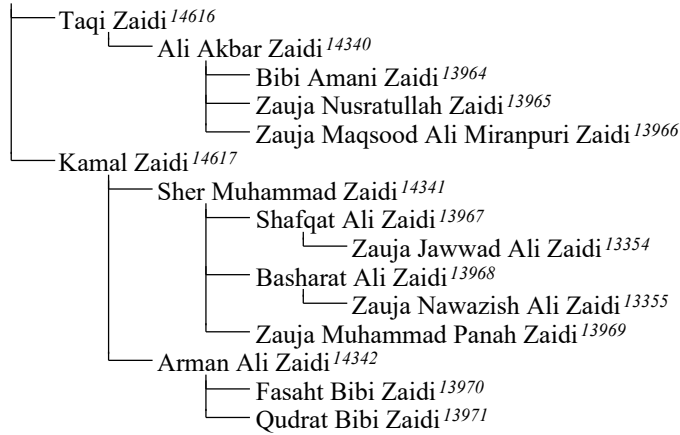 Taqi Zaidi 14616
Ali Akbar Zaidi 14340
Bibi Amani Zaidi 13964
Zauja Nusratullah Zaidi 13965
Zauja Maqsood Ali Miranpuri Zaidi 13966
Kamal Zaidi 14617
Sher Muhammad Zaidi 14341
Shafqat Ali Zaidi 13967
Zauja Jawwad Ali Zaidi 13354
Basharat Ali Zaidi 13968
Zauja Nawazish Ali Zaidi 13355
Zauja Muhammad Panah Zaidi 13969
Arman Ali Zaidi 14342
Fasaht Bibi Zaidi 13970
Qudrat Bibi Zaidi 13971